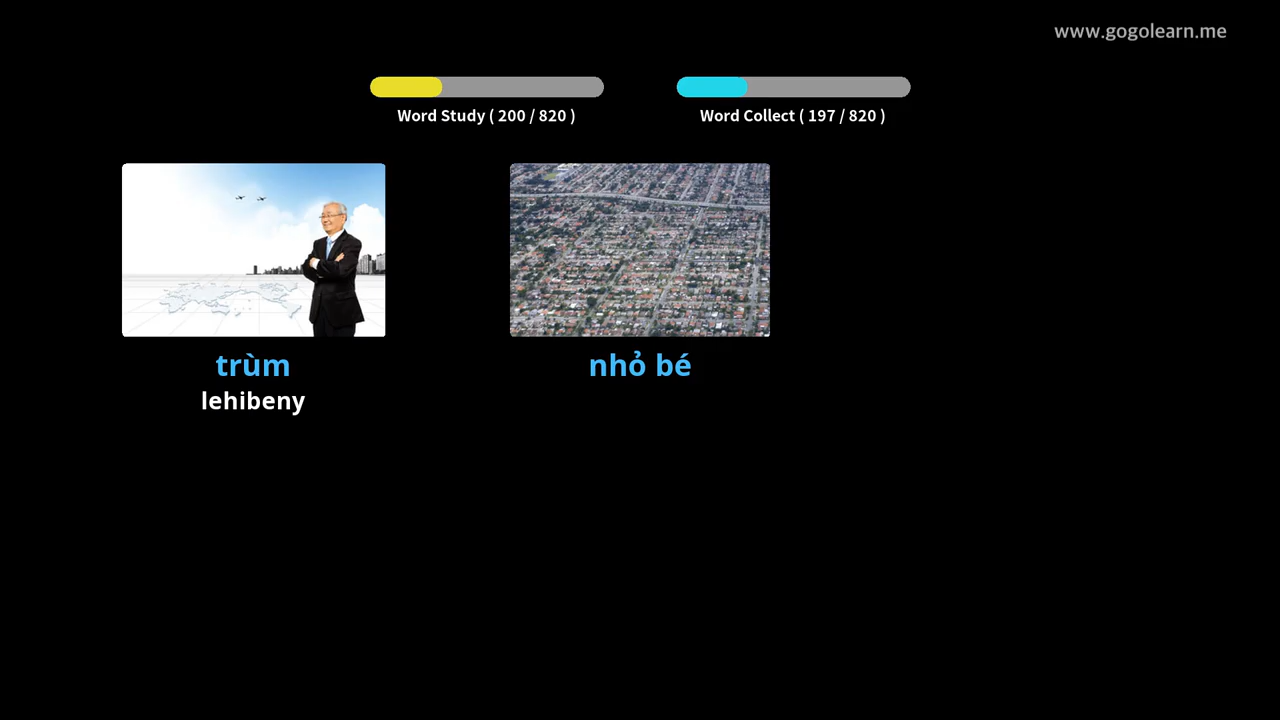 www.gogolearn.me
Word Study ( 200 / 820 )
Word Collect ( 197 / 820 )
trùm
lehibeny
nhỏ bé